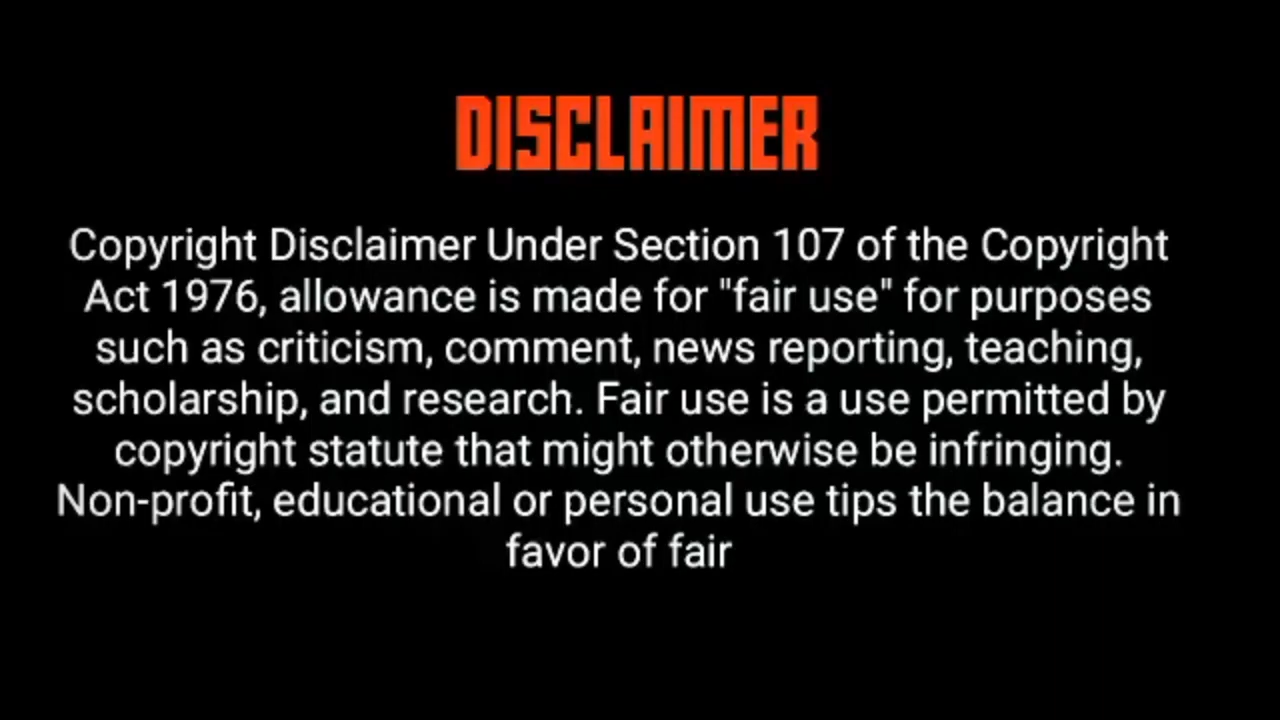 DISCLAIMER
Copyright Disclaimer Under Section 107 of the Copyright
Act 1976, allowance is made for "fair use" for purposes
such as criticism, comment, news reporting, teaching,
scholarship, and research. Fair use is a use permitted by
copyright statute that might otherwise be infringing.
Non-profit, educational or personal use tips the balance in
favor of fair